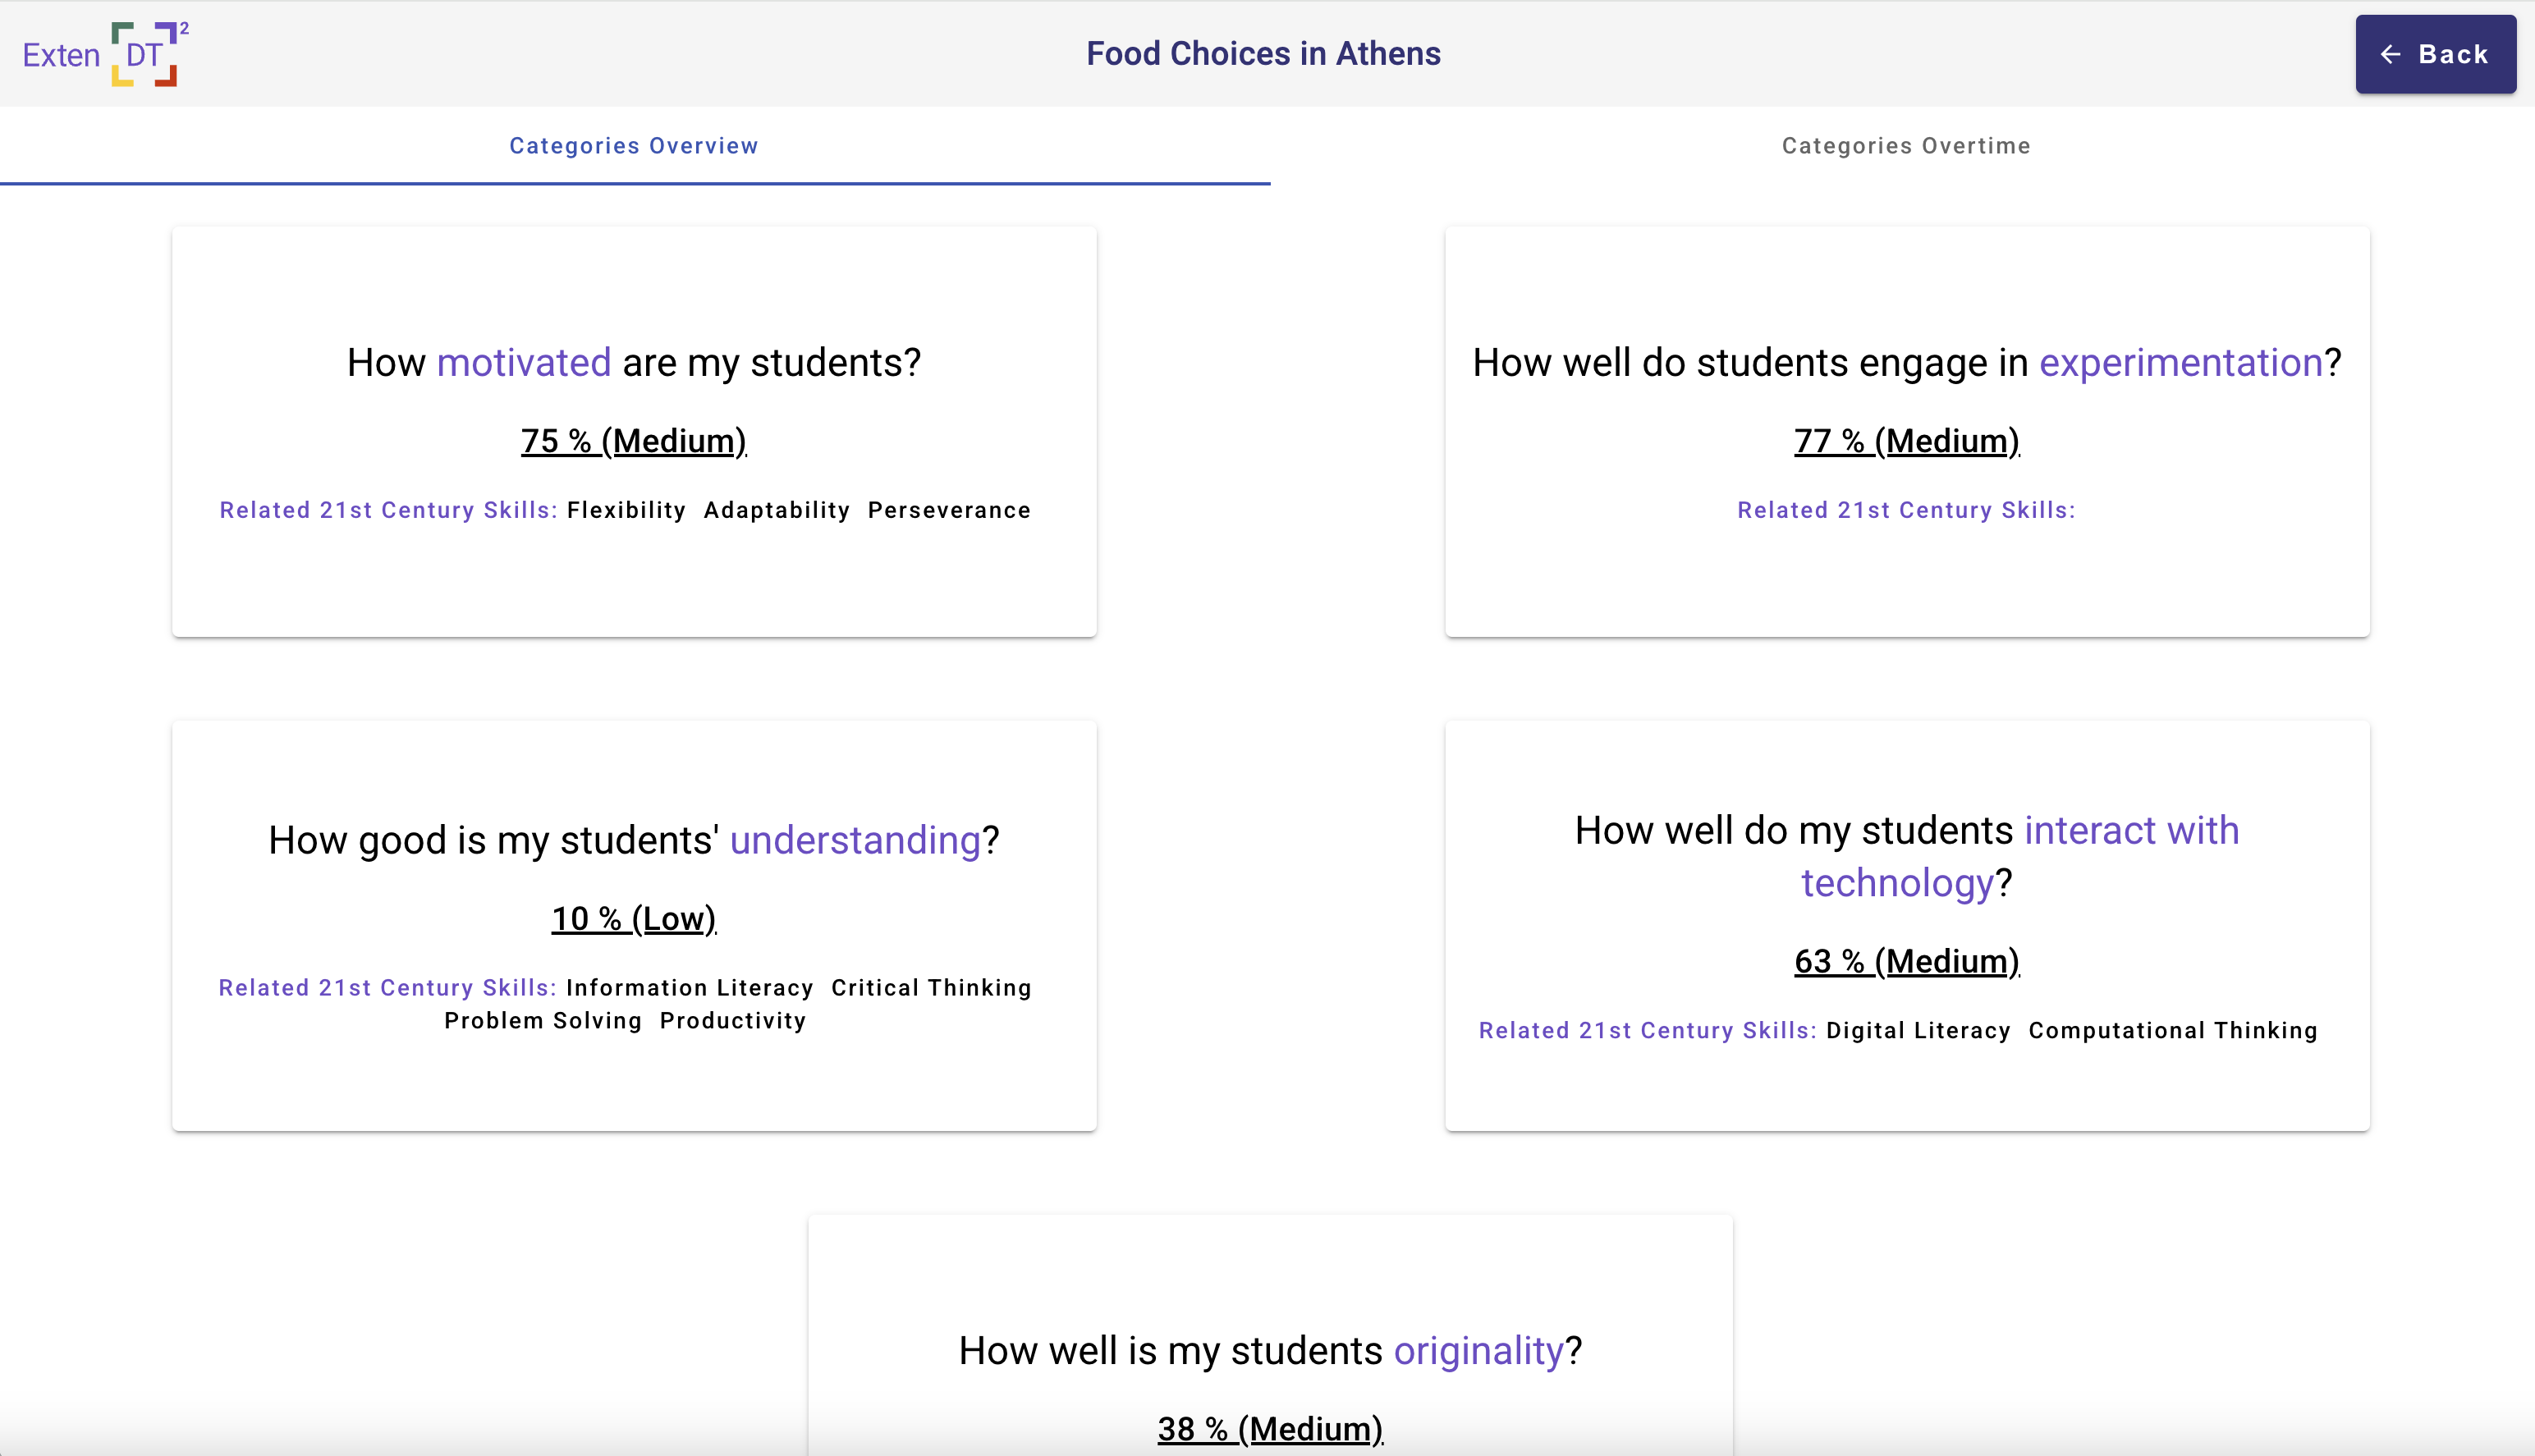 Exten DT 2
Food Choices in Athens
← Back
Categories Overview
Categories Overtime
How motivated are my students?
75 % (Medium)
Related 21st Century Skills: Flexibility Adaptability Perseverance
How well do students engage in experimentation?
77 % (Medium)
Related 21st Century Skills:
How good is my students' understanding?
10 % (Low)
Related 21st Century Skills: Information Literacy Critical Thinking
Problem Solving Productivity
How well do my students interact with
technology?
63 % (Medium)
Related 21st Century Skills: Digital Literacy Computational Thinking
How well is my students originality?
38 % (Medium)